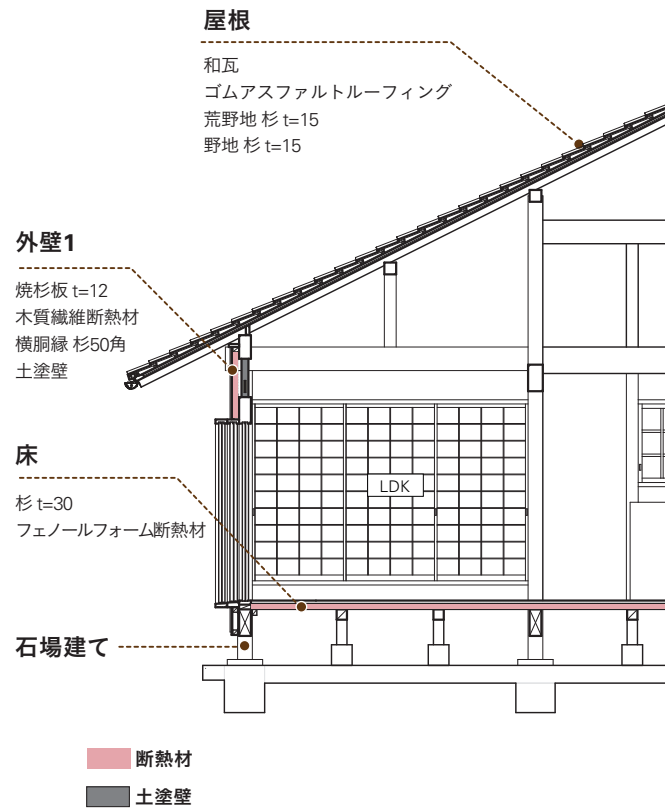 屋根
和瓦
ゴムアスファルトルーフィング
荒野地 杉 t=15
野地 杉 t=15
外壁1
焼杉板 t=12
木質繊維断熱材
横胴縁 杉50角
土塗壁
床
杉 t=30
フェノールフォーム断熱材
LDK
石場建て
断熱材
土塗壁